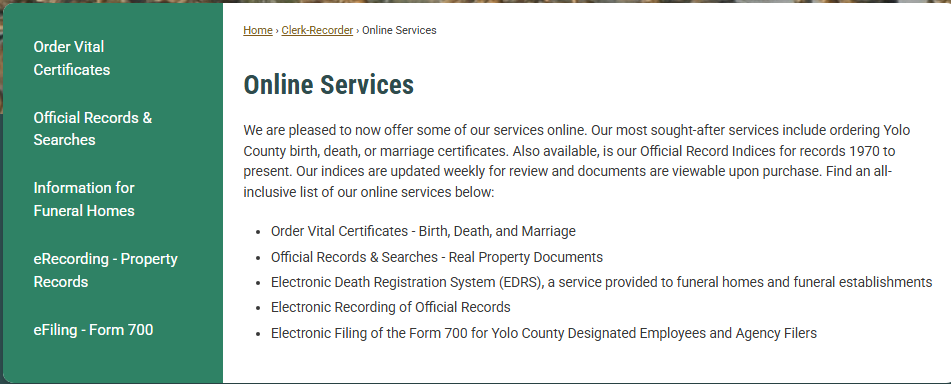 Order Vital
Certificates
Official Records &
Searches
Information for
Funeral Homes
eRecording - Property
Records
eFiling - Form 700
Home › Clerk-Recorder › Online Services
Online Services
We are pleased to now offer some of our services online. Our most sought-after services include ordering Yolo
County birth, death, or marriage certificates. Also available, is our Official Record Indices for records 1970 to
present. Our indices are updated weekly for review and documents are viewable upon purchase. Find an all-
inclusive list of our online services below:
• Order Vital Certificates - Birth, Death, and Marriage
• Official Records & Searches - Real Property Documents
• Electronic Death Registration System (EDRS), a service provided to funeral homes and funeral establishments
• Electronic Recording of Official Records
• Electronic Filing of the Form 700 for Yolo County Designated Employees and Agency Filers